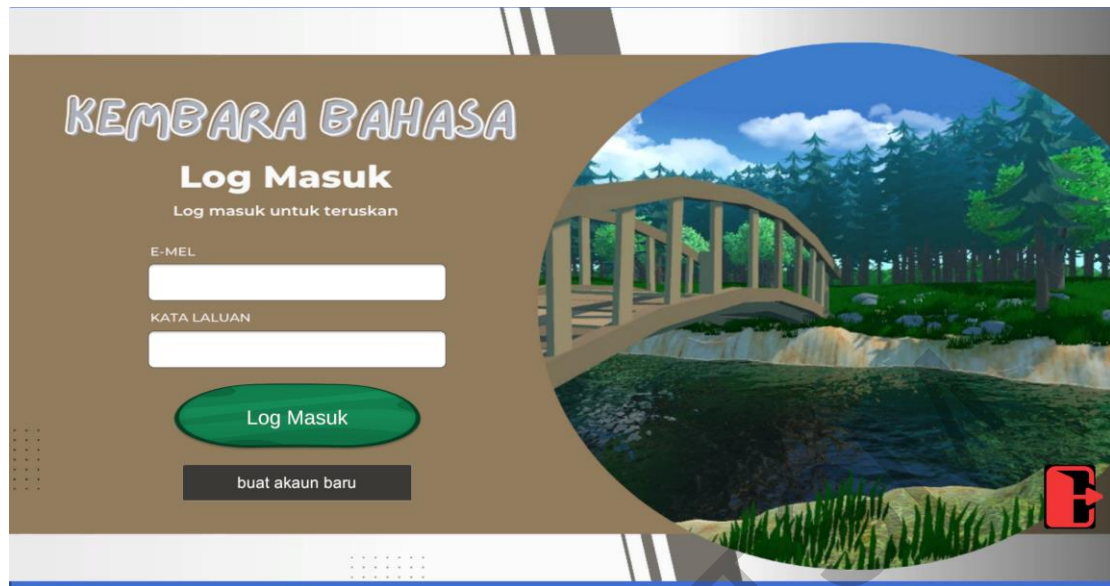 KEMBARA BAHASA
Log Masuk
Log masuk untuk teruskan
E-MEL
KATA LALUAN
Log Masuk
buat akaun baru